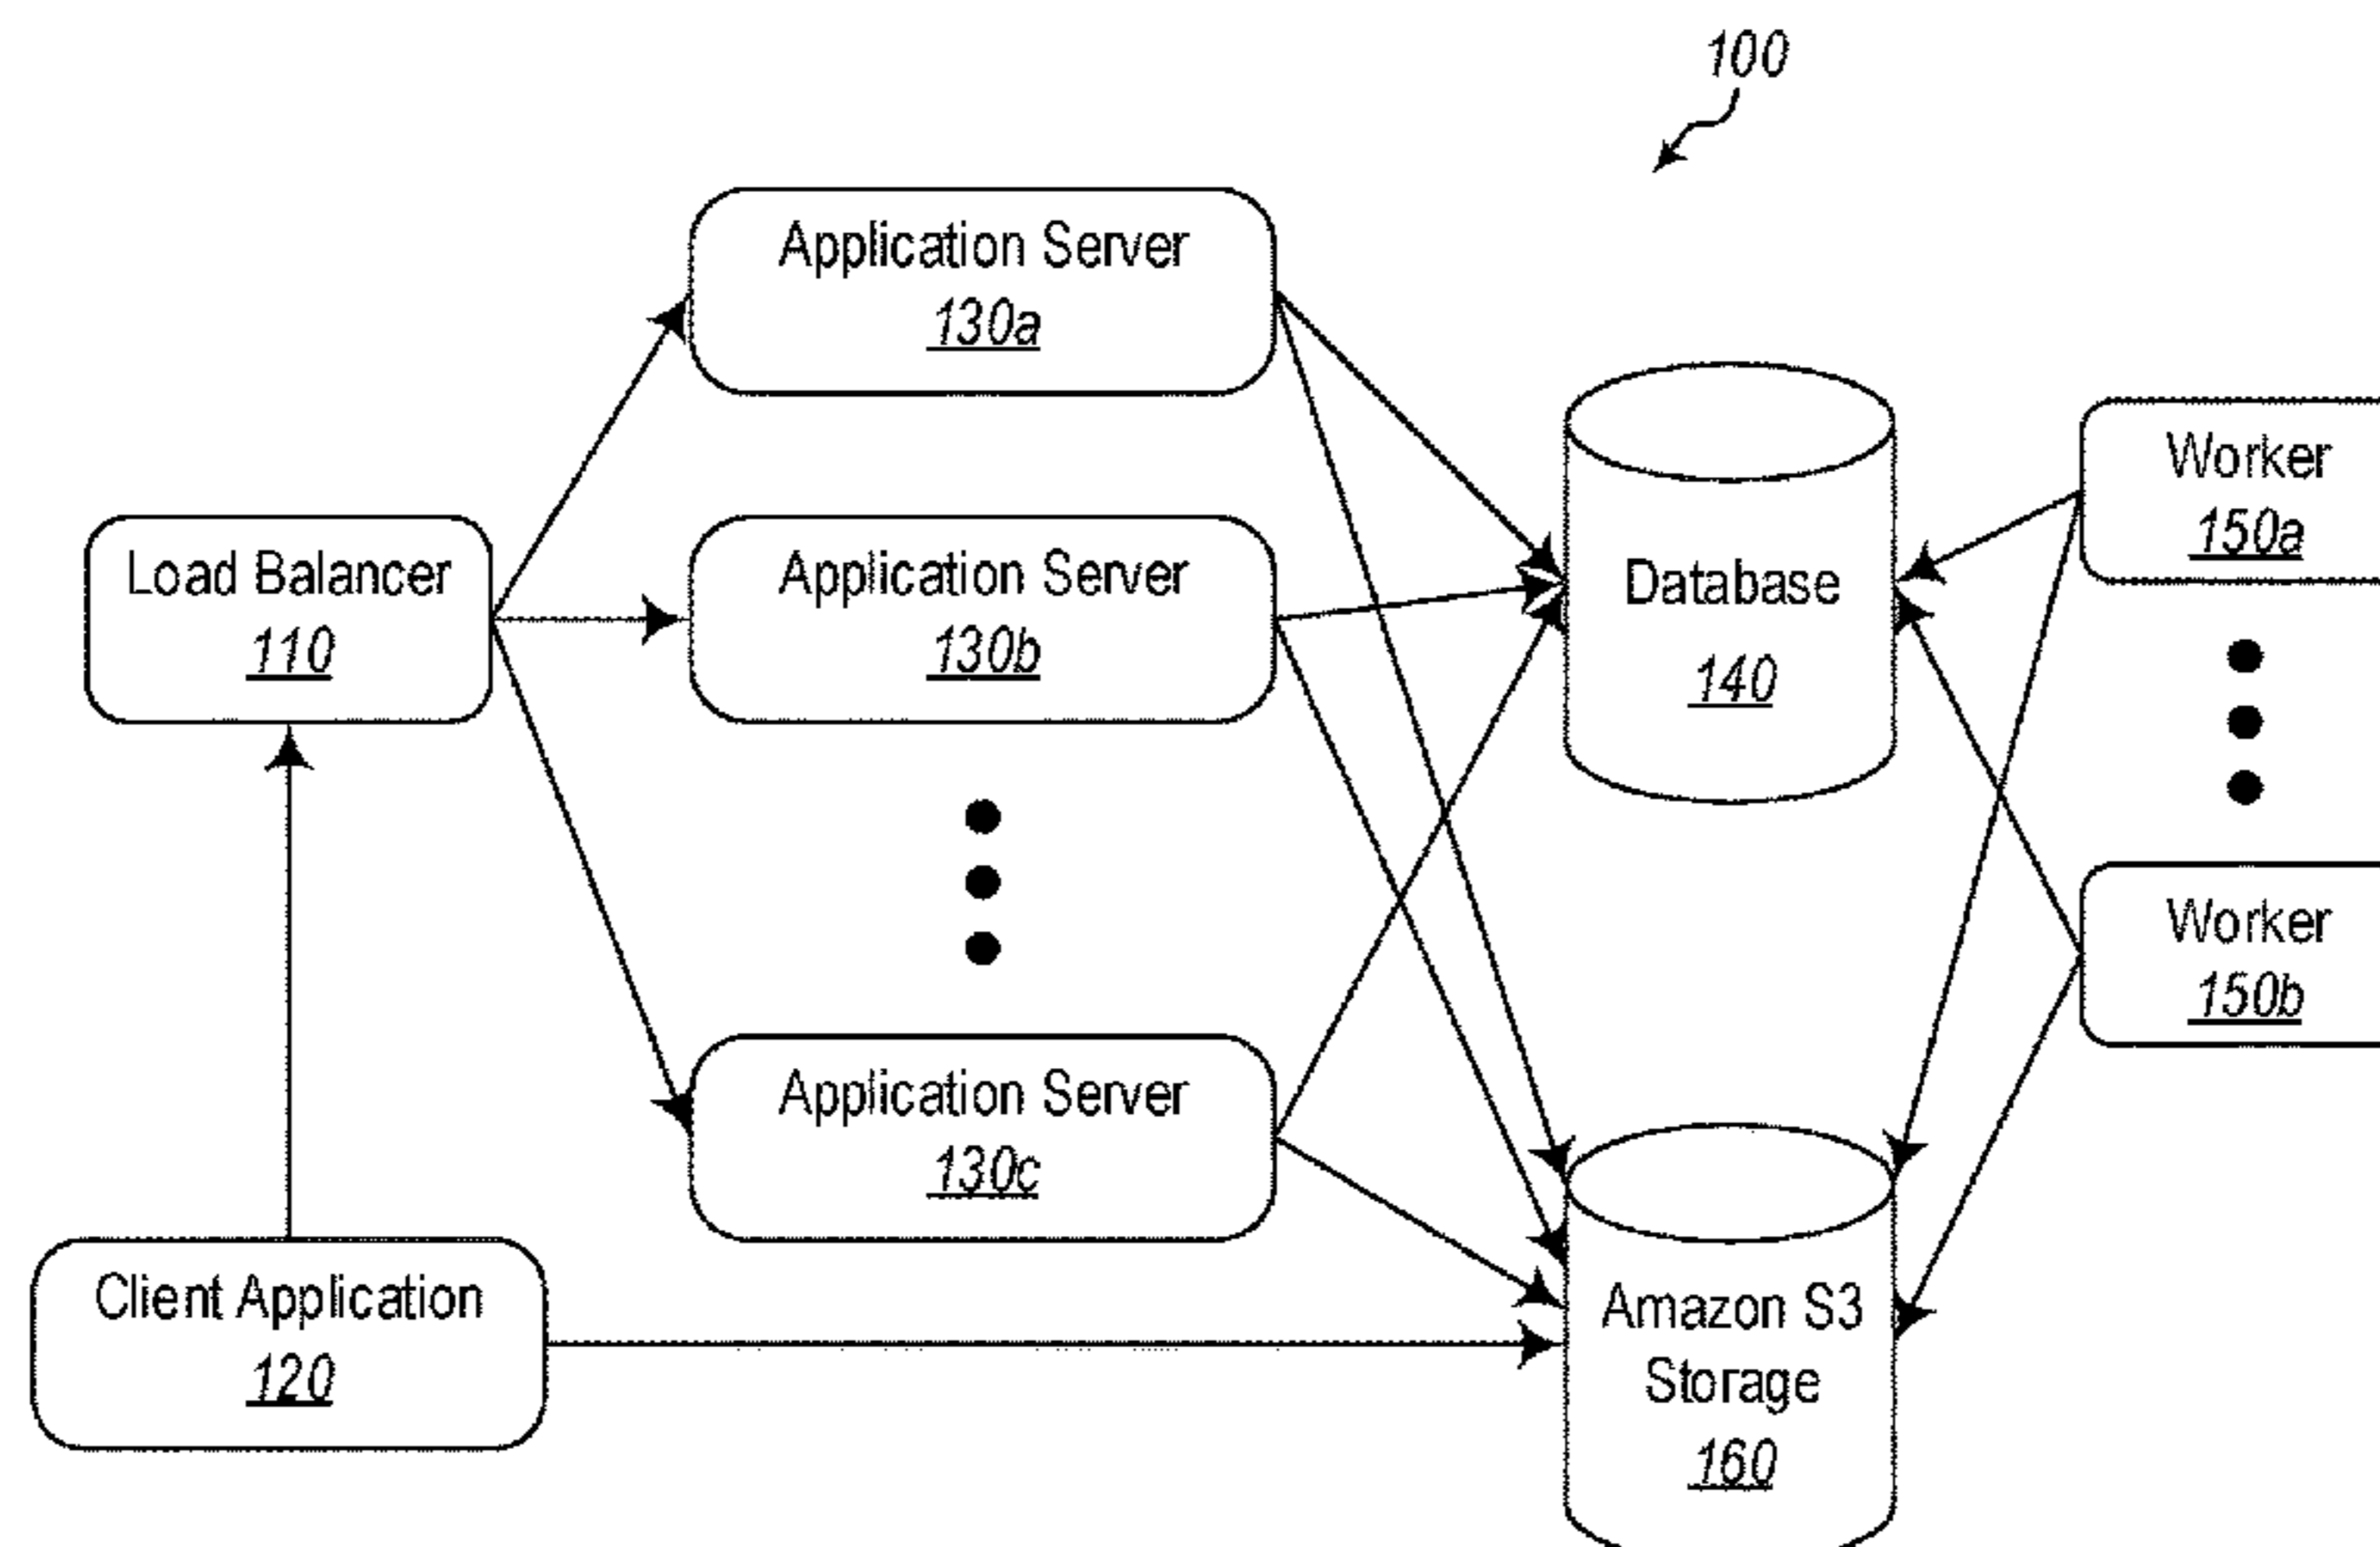 100
Application Server
130a
Load Balancer
110
Application Server
130b
Database
140
Worker
150a
Worker
150b
Application Server
130c
Client Application
120
Amazon S3
Storage
160